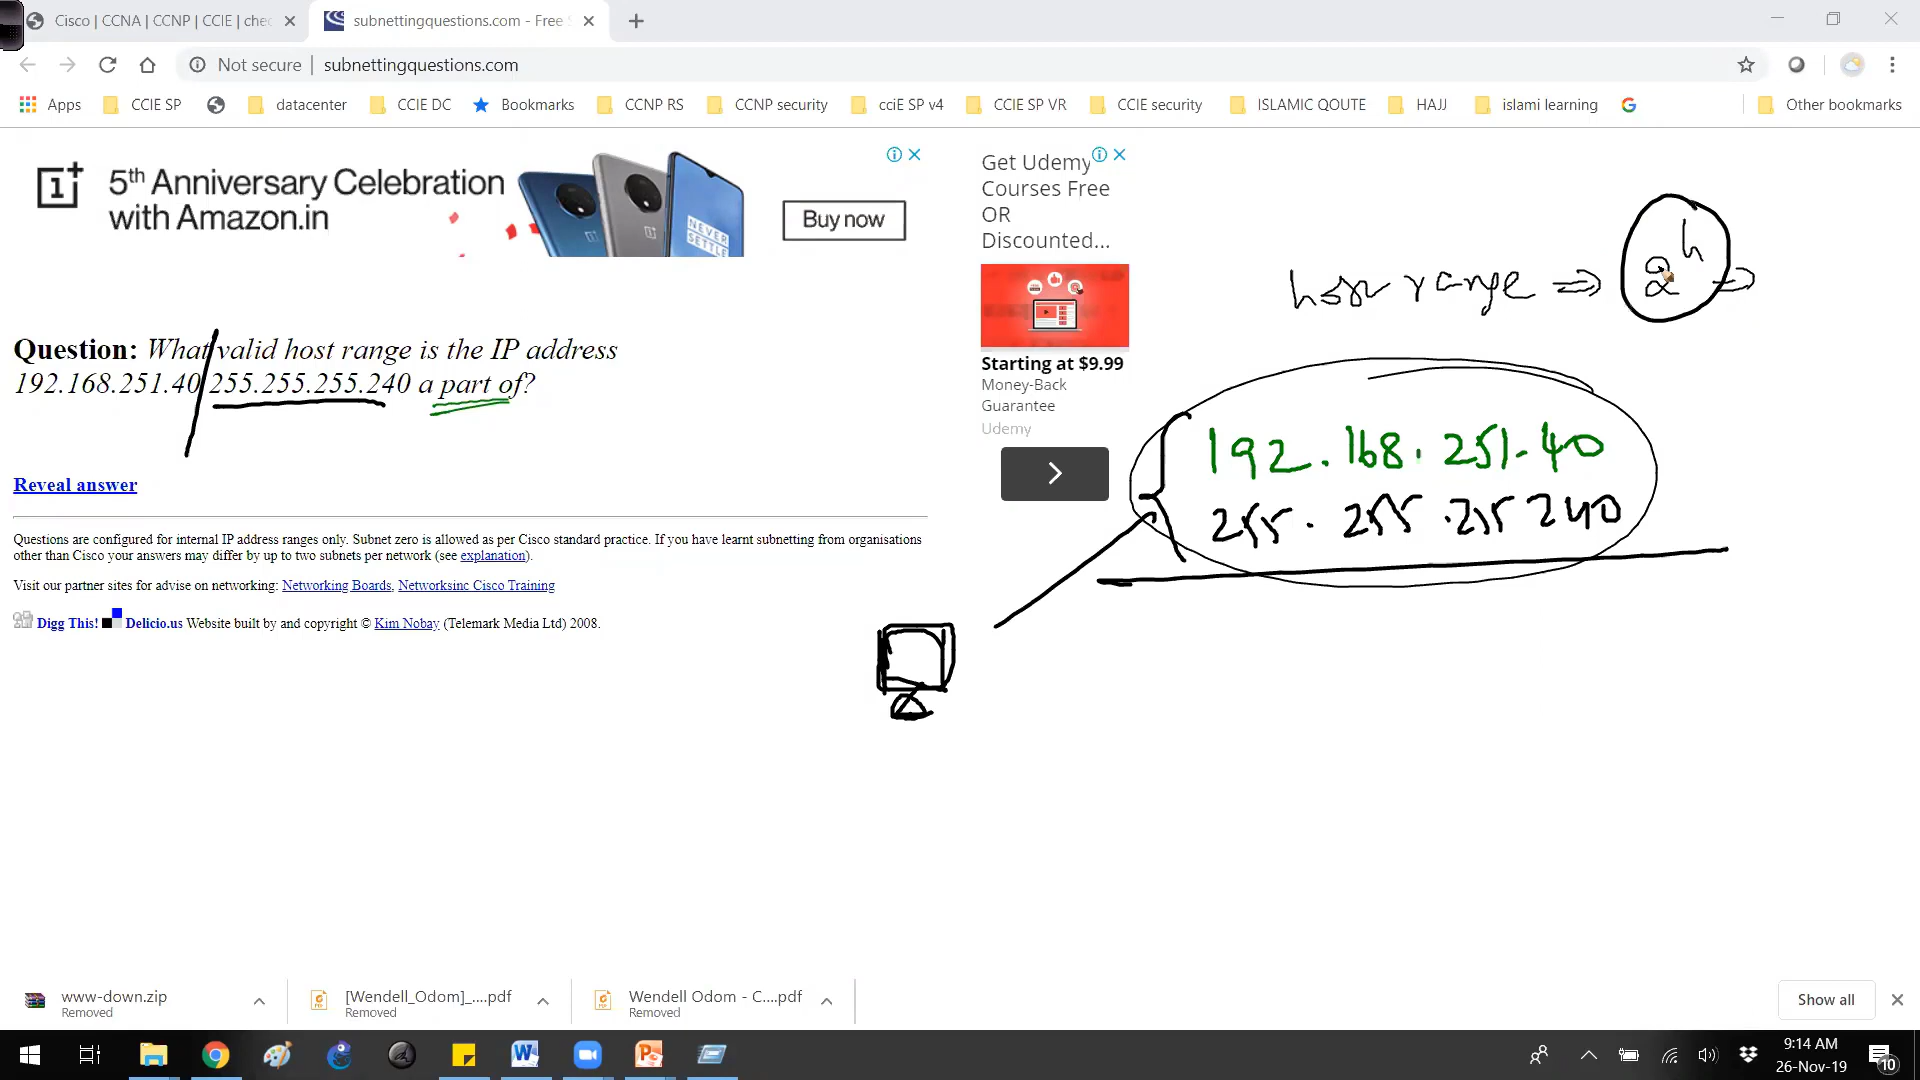 Cisco | CCNA | CCNP | CCIE | chec
subnettingquestions.com - Free S
Not secure | subnettingquestions.com
Apps CCIE SP datacenter CCIE DC Bookmarks CCNP RS CCNP security cciE SP v4 CCIE SP VR CCIE security ISLAMIC QOUTE HAJJ islami learning Other bookmarks
5th Anniversary Celebration
with Amazon.in
Buy now
NEVER
SETTLE
Get Udemy
Courses Free
OR
Discounted...
Starting at $9.99
Money-Back
Guarantee
Udemy
host range ⇒ 2^h ⇒
Question: What valid host range is the IP address
192.168.251.40 255.255.255.240 a part of?
192.168.251.40
255.255.255 240
Reveal answer
Questions are configured for internal IP address ranges only. Subnet zero is allowed as per Cisco standard practice. If you have learnt subnetting from organisations
other than Cisco your answers may differ by up to two subnets per network (see explanation).
Visit our partner sites for advise on networking: Networking Boards, Networksinc Cisco Training
Digg This! Delicio.us Website built by and copyright © Kim Nobay (Telemark Media Ltd) 2008.
www-down.zip
Removed
[Wendell_Odom]_....pdf
Removed
Wendell Odom - C....pdf
Removed
Show all
9:14 AM
26-Nov-19
10